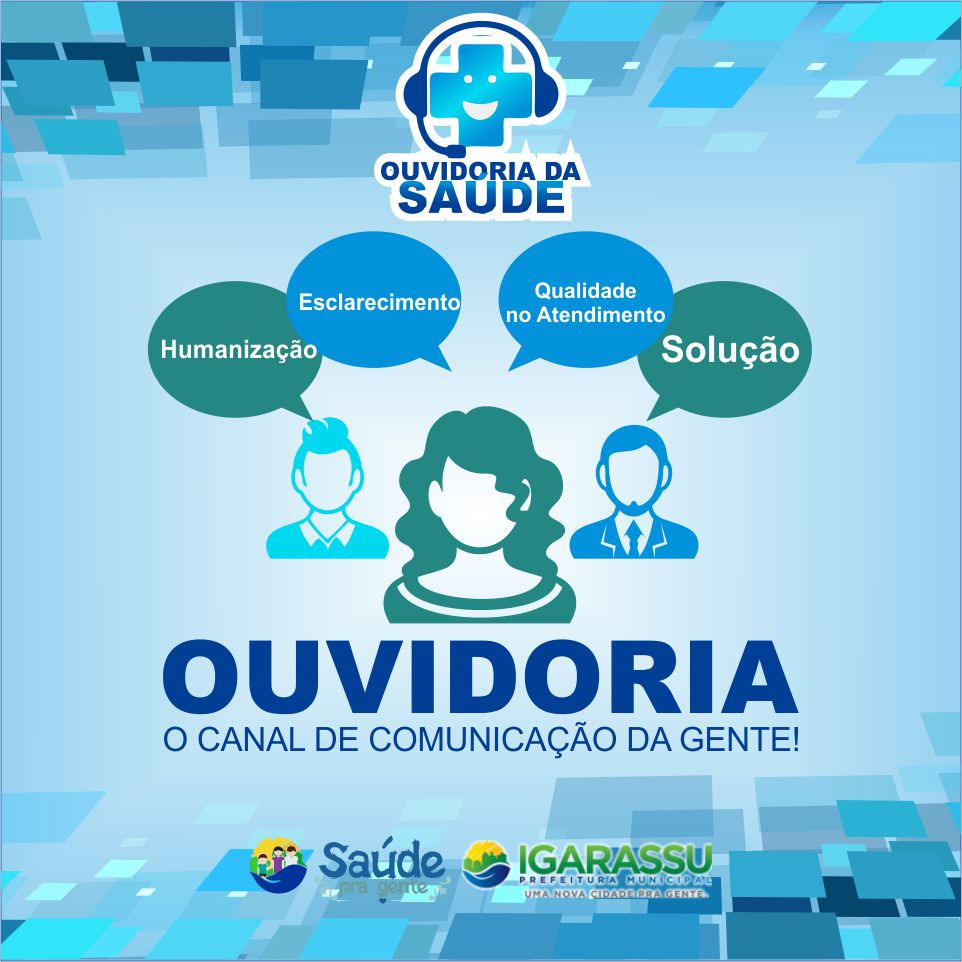 OUVIDORIA DA
SAÚDE
Humanização
Esclarecimento
Qualidade
no Atendimento
Solução
OUVIDORIA
O CANAL DE COMUNICAÇÃO DA GENTE!
Saúde
pra gente
IGARASSU
PREFEITURA MUNICIPAL
UMA NOVA CIDADE PRA GENTE.